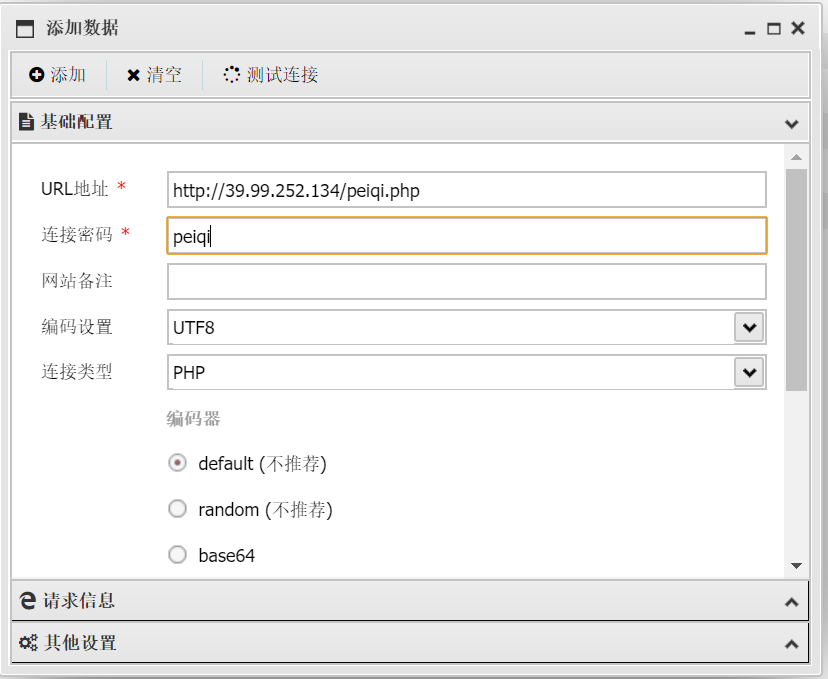 添加数据
添加 清空 测试连接
基础配置
URL地址 * http://39.99.252.134/peiqi.php
连接密码 * peiqi
网站备注
编码设置 UTF8
连接类型 PHP
编码器
default (不推荐)
random (不推荐)
base64
请求信息
其他设置